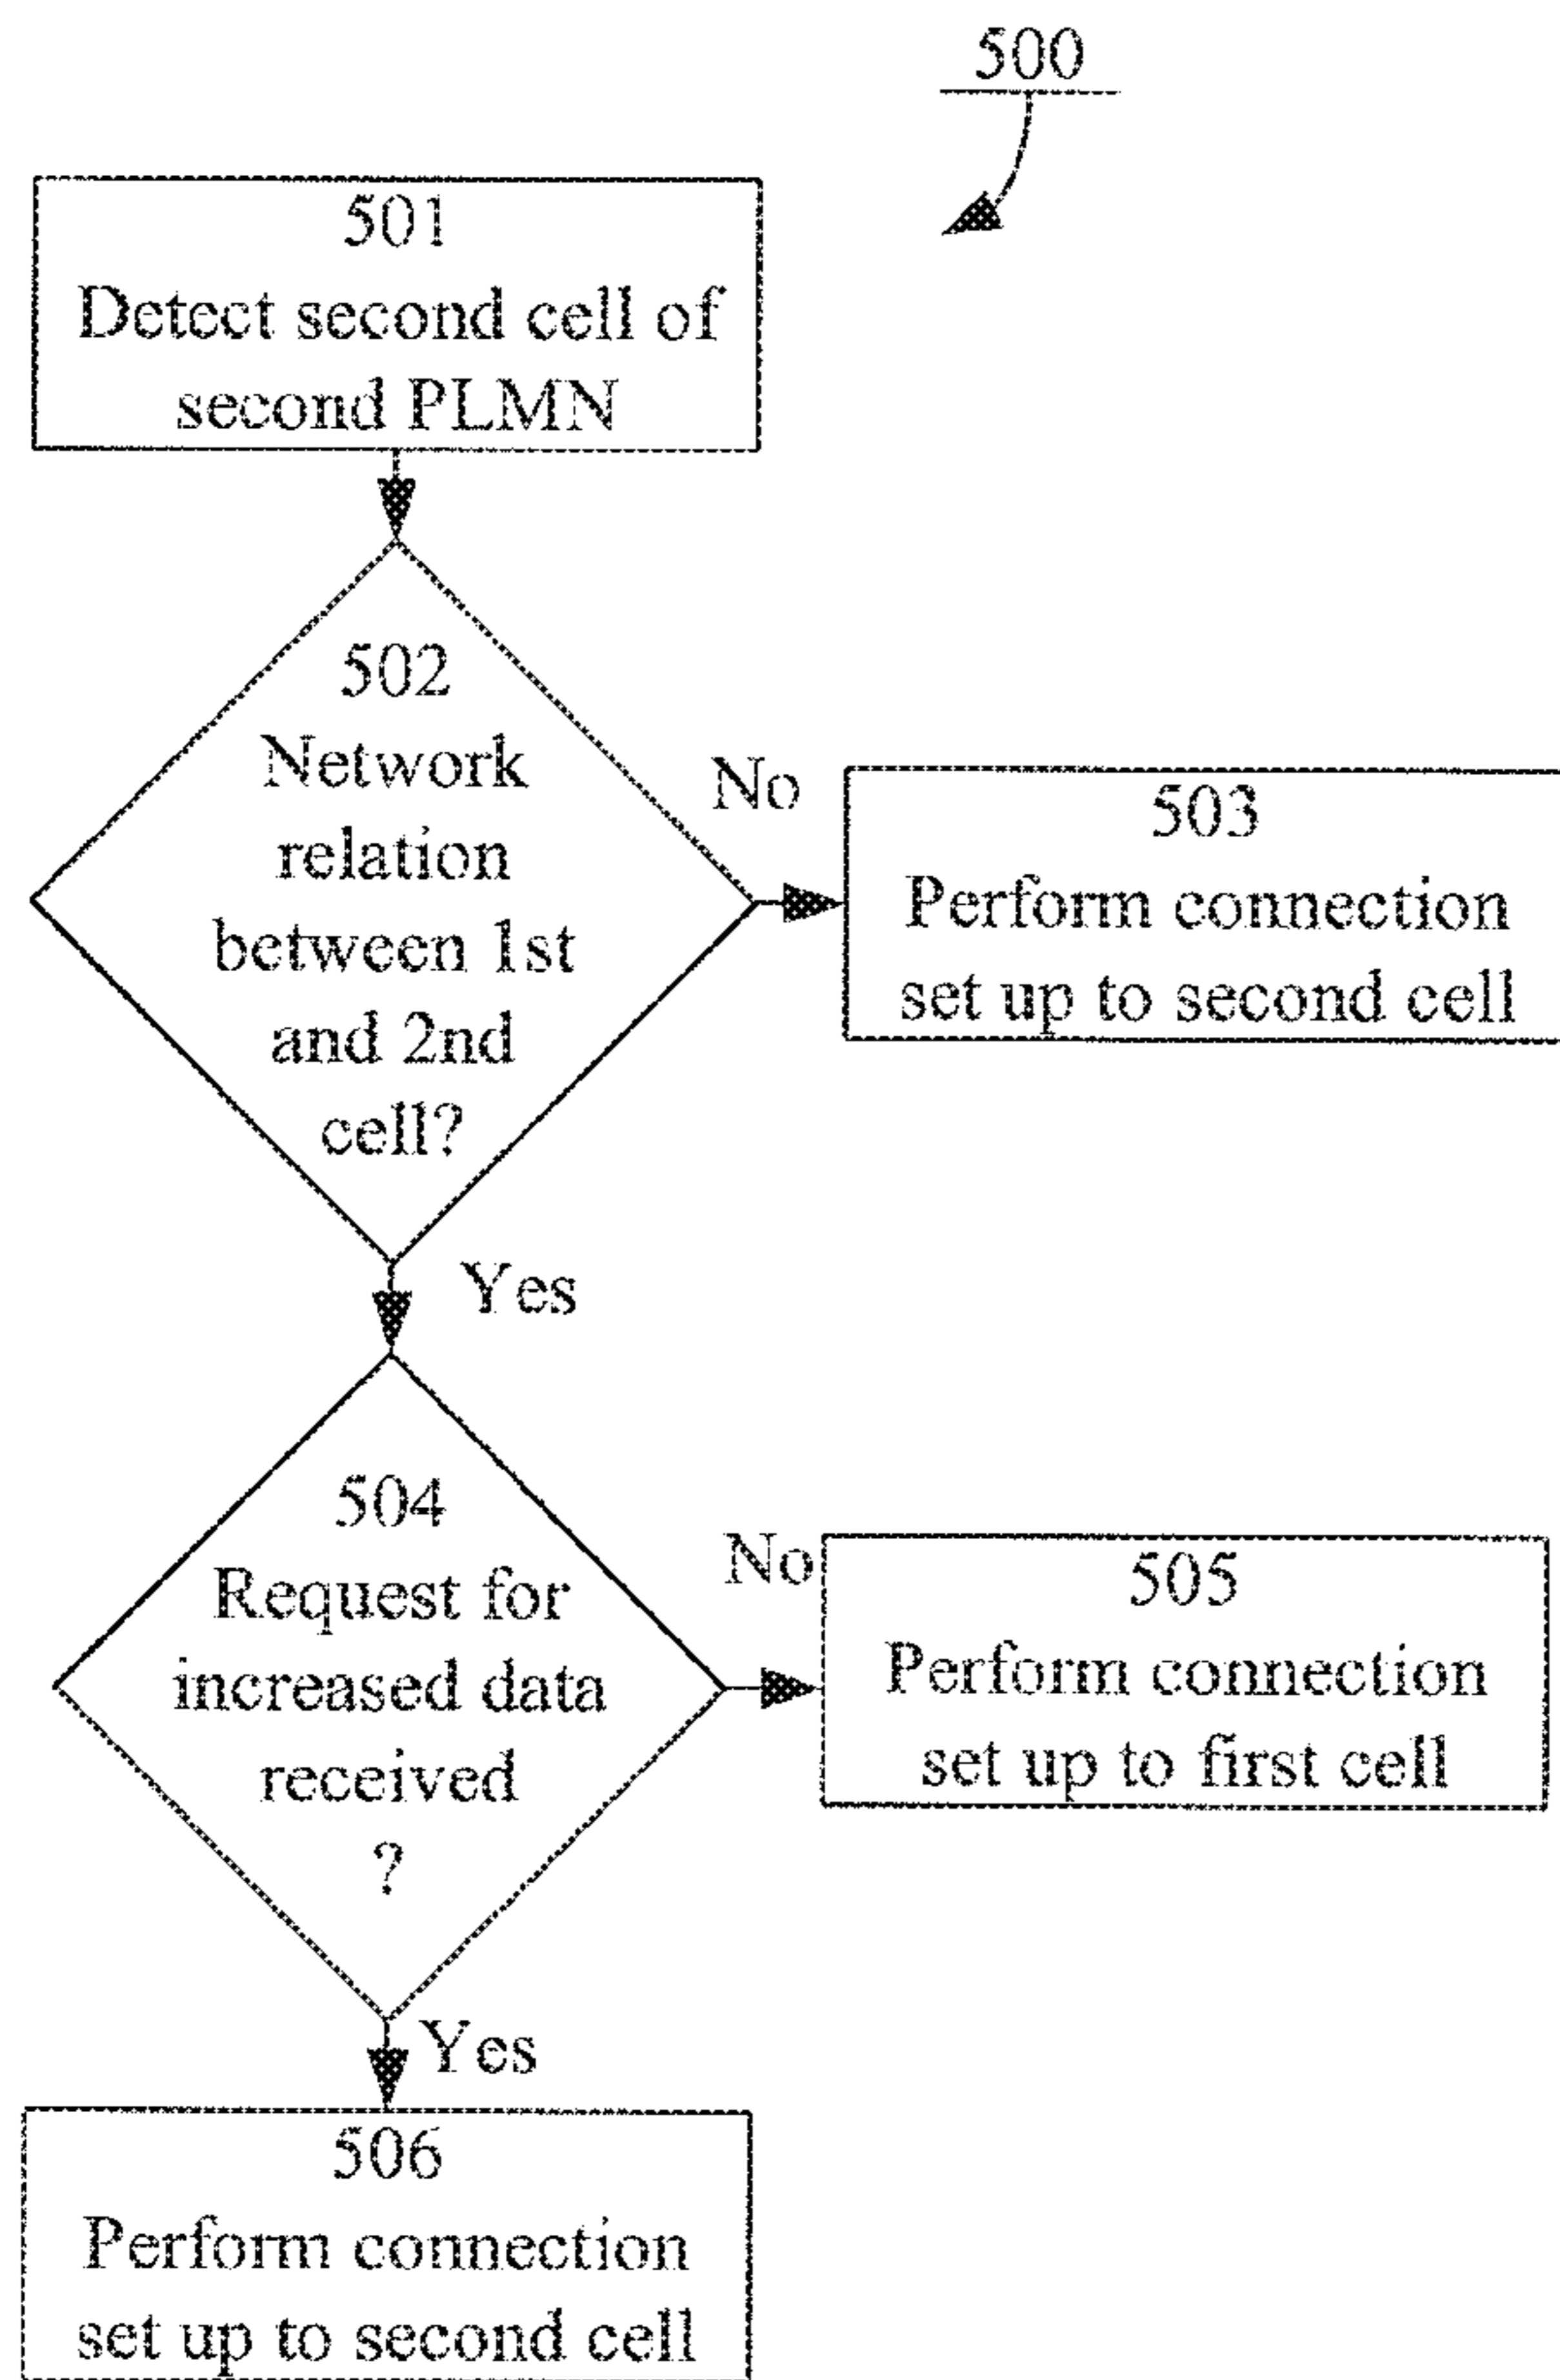 500
501
Detect second cell of
second PLMN
502
Network
relation
between 1st
and 2nd
cell?
No
503
Perform connection
set up to second cell
Yes
504
Request for
increased data
received
?
No
505
Perform connection
set up to first cell
Yes
506
Perform connection
set up to second cell